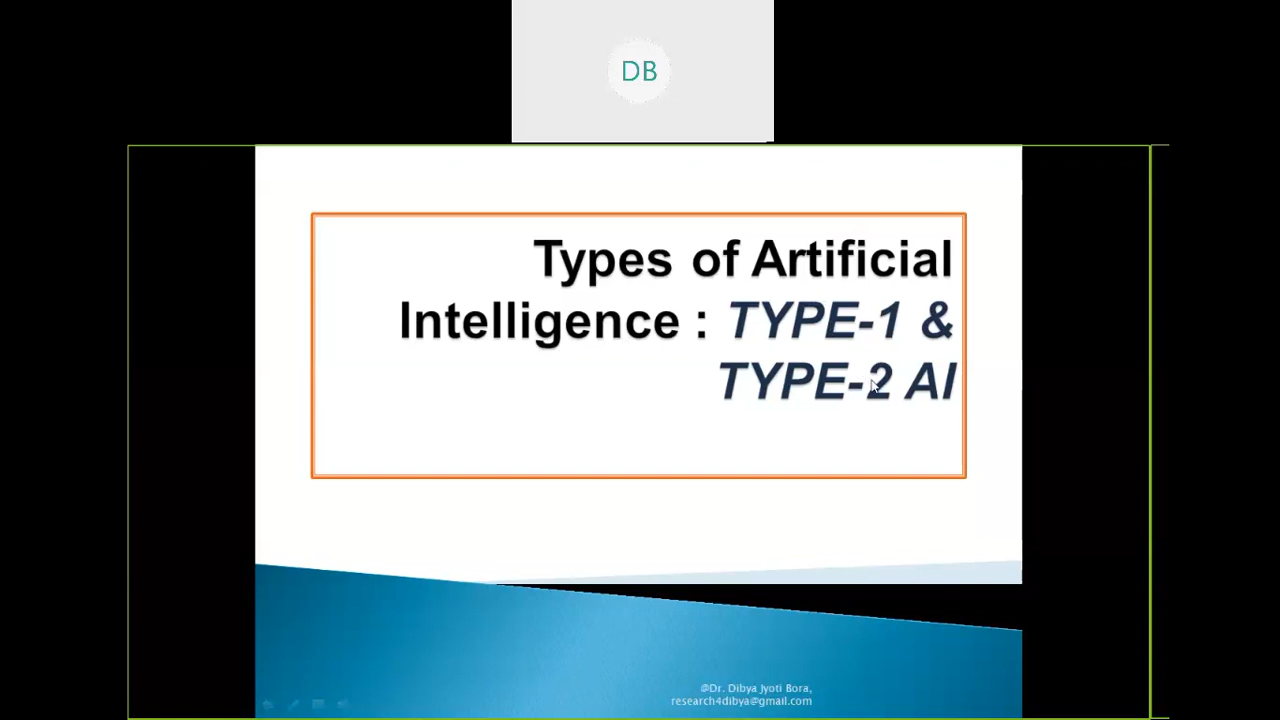 DB
Types of Artificial
Intelligence : TYPE-1 &
TYPE-2 AI
@Dr. Dibya Jyoti Bora,
research4dibya@gmail.com